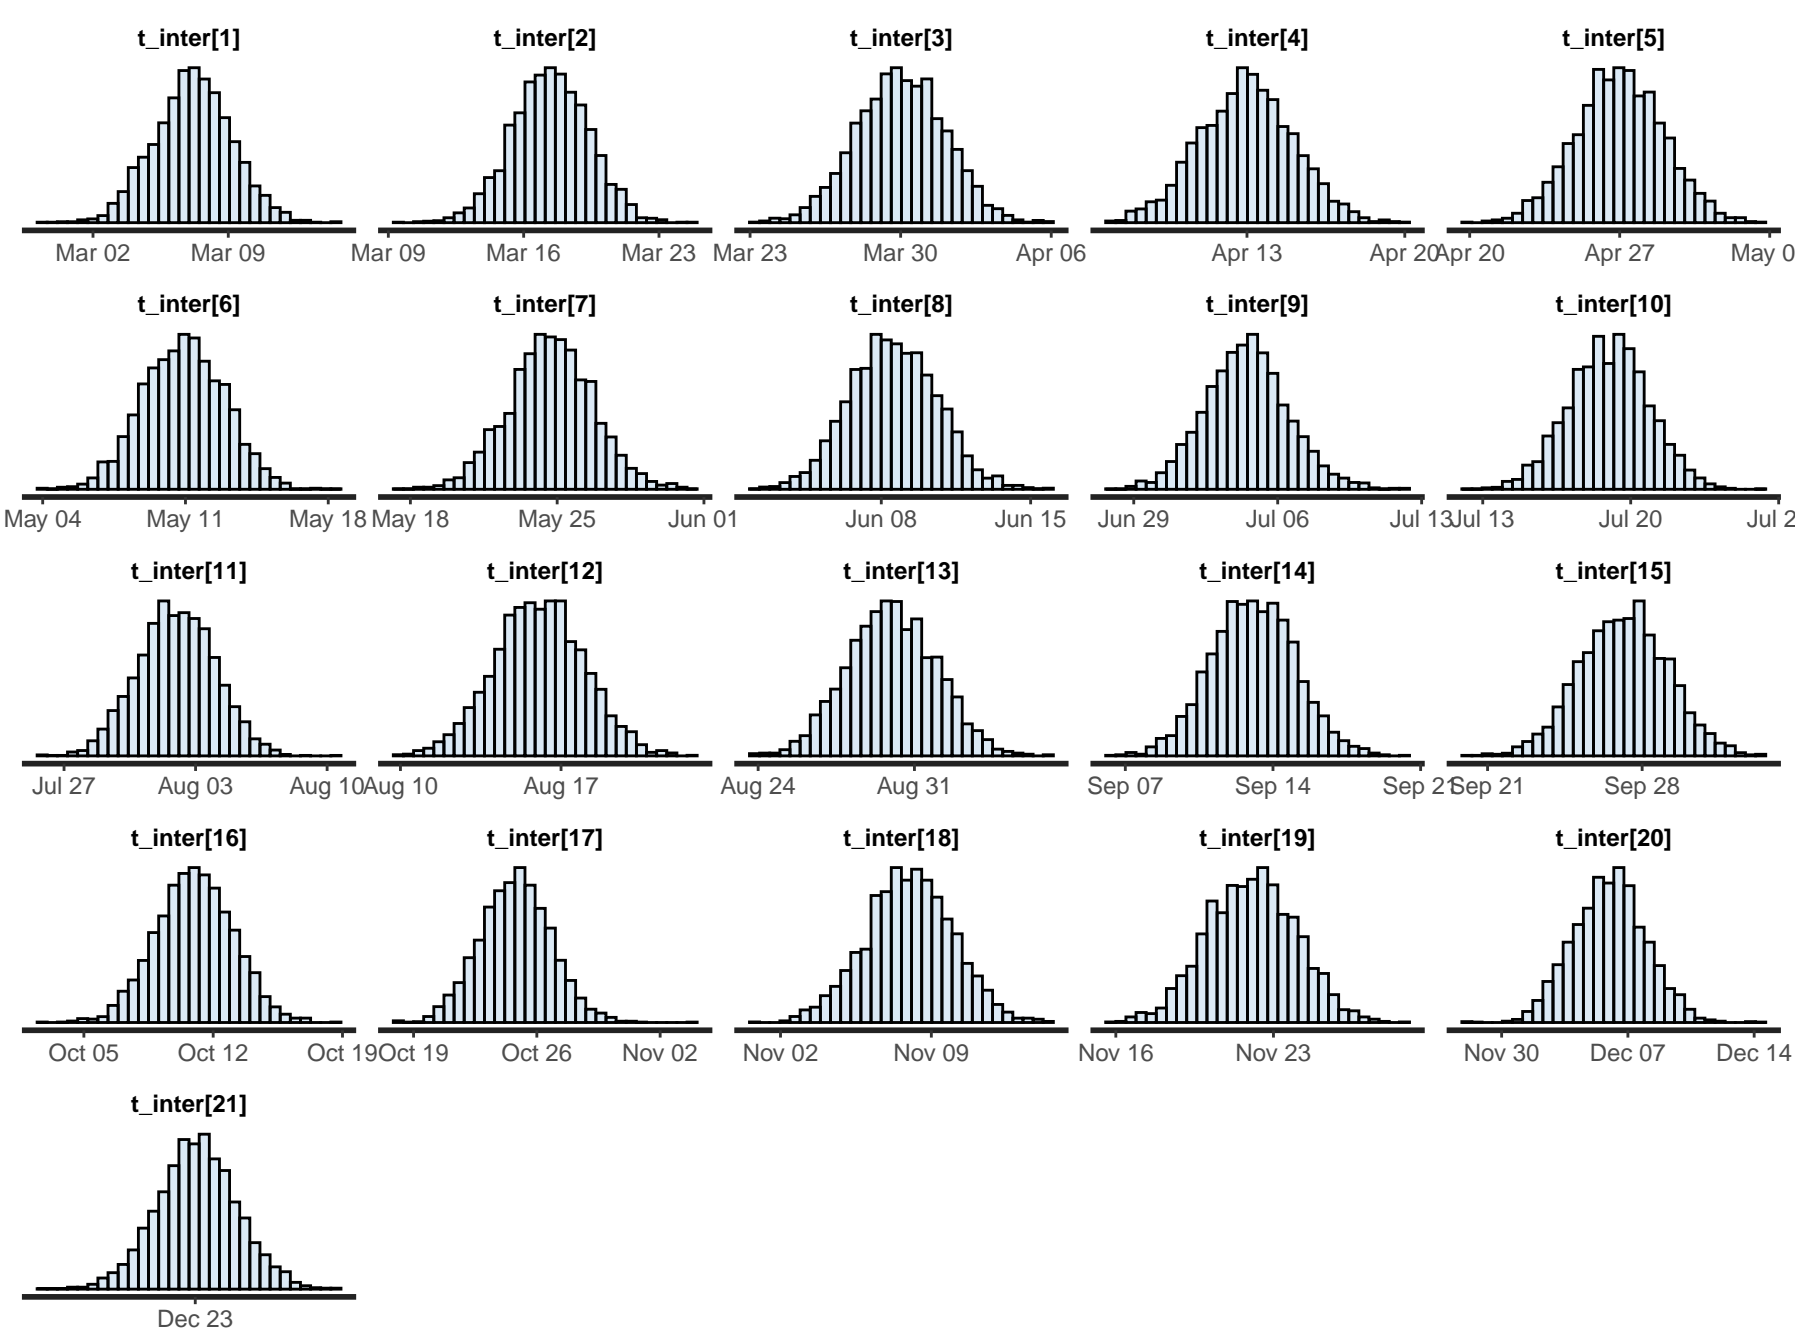 t_inter[1] t_inter[2] t_inter[3] t_inter[4] t_inter[5]
Mar 02 Mar 09 Mar 09 Mar 16 Mar 23 Mar 23 Mar 30 Apr 06 Apr 13 Apr 20 Apr 20 Apr 27 May 0
t_inter[6] t_inter[7] t_inter[8] t_inter[9] t_inter[10]
May 04 May 11 May 18 May 18 May 25 Jun 01 Jun 08 Jun 15 Jun 29 Jul 06 Jul 13 Jul 13 Jul 20 Jul 2
t_inter[11] t_inter[12] t_inter[13] t_inter[14] t_inter[15]
Jul 27 Aug 03 Aug 10 Aug 10 Aug 17 Aug 24 Aug 31 Sep 07 Sep 14 Sep 21 Sep 21 Sep 28
t_inter[16] t_inter[17] t_inter[18] t_inter[19] t_inter[20]
Oct 05 Oct 12 Oct 19 Oct 19 Oct 26 Nov 02 Nov 02 Nov 09 Nov 16 Nov 23 Nov 30 Dec 07 Dec 14
t_inter[21]
Dec 23